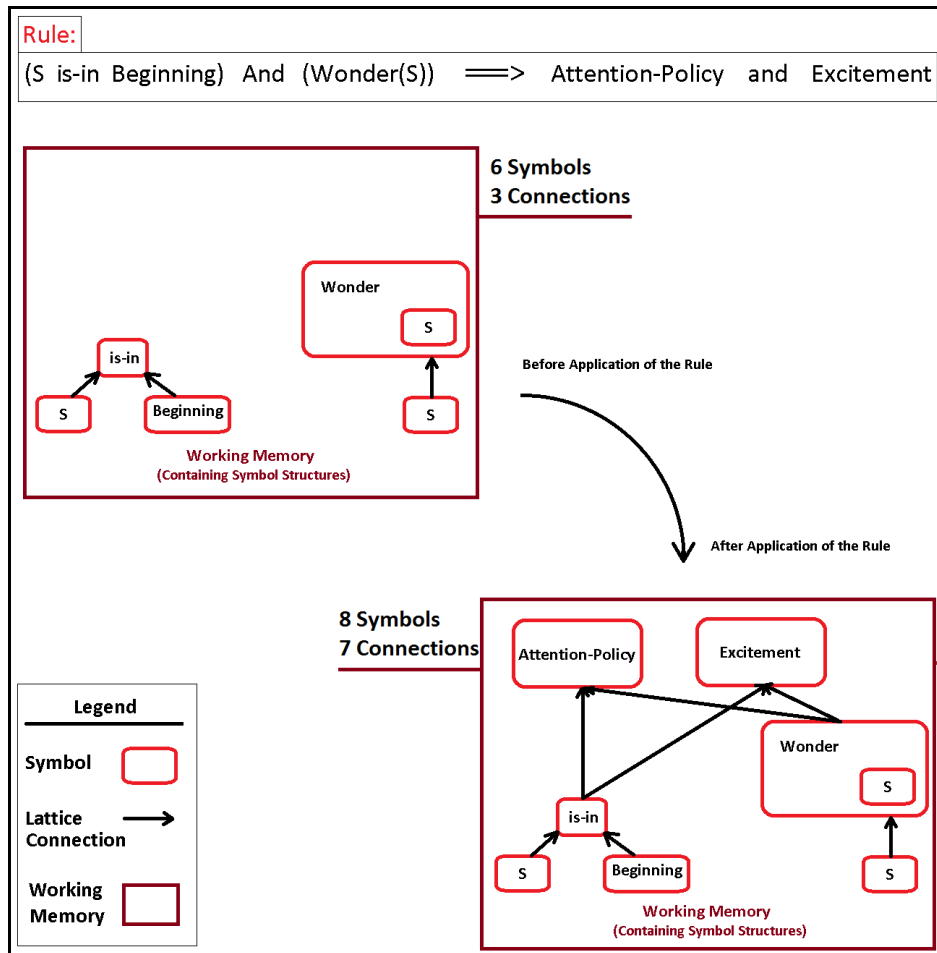 Rule:
(S is-in Beginning) And (Wonder(S)) ===> Attention-Policy and Excitement
6 Symbols
3 Connections
Wonder
S
is-in
S
Beginning
S
Working Memory
(Containing Symbol Structures)
Before Application of the Rule
After Application of the Rule
8 Symbols
7 Connections
Attention-Policy
Excitement
Wonder
S
is-in
S
Beginning
S
Working Memory
(Containing Symbol Structures)
Legend
Symbol
Lattice
Connection
Working
Memory